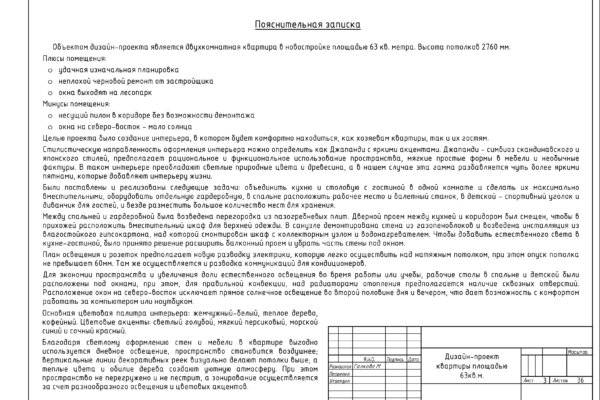 Пояснительная записка
Объектом дизайн-проекта является двухкомнатная квартира в новостройке площадью 63 кв. метра. Высота потолков 2760 мм.
Плюсы помещения:
о удачная изначальная планировка
о неплохой черновой ремонт от застройщика
о окна выходят на лесопарк
Минусы помещения:
о несущий пилон в коридоре без возможности демонтажа
о окна на северо-восток - мало солнца
Целью проекта было создание интерьера, в котором будет комфортно находиться, как хозяевам квартиры, так и их гостям.
Стилистическую направленность оформления интерьера можно определить как Джапанди с яркими акцентами. Джапанди - симбиоз скандинавского и
японского стилей, предполагает рациональное и функциональное использование пространства, мягкие простые формы в мебели и необычные
фактуры. В таком интерьере преобладают светлые природные цвета и древесина, а в нашем случае эта гамма разбавляется чуть более яркими
пятнами, которые добавляют интерьеру жизни.
Были поставлены и реализованы следующие задачи: объединить кухню и столовую с гостиной в одной комнате и сделать их максимально
вместительными, оборудовать отдельную гардеробную, в спальне расположить рабочее место и балетный станок, в детской - спортивный уголок и
диванчик для гостей, и везде разместить большое количество мест для хранения.
Между спальней и гардеробной была возведена перегородка из пазогребневых плит. Дверной проем между кухней и коридором был смещен, чтобы в
прихожей расположить вместительный шкаф для верхней одежды. В санузле демонтирована стена из газопеноблоков и возведена инсталляция из
влагостойкого гипсокартона, над которой смонтирован шкаф с коллекторным узлом и водонагревателем. Чтобы добавить естественного света в
кухне-гостиной, было принято решение расширить балконный проем и убрать часть стены под окном.
План освещения и розеток предполагает новую разводку электрики, которую легко осуществить над натяжным потолком, при этом опуск потолка
не превышает 60мм. Там же осуществляется и разводка коммуникаций для кондиционеров.
Для экономии пространства и увеличения доли естественного освещения во время работы или учебы, рабочие столы в спальне и детской были
расположены под окнами, при этом, для правильной конвекции, над радиаторами отопления предполагается наличие сквозных отверстий.
Расположение окон на северо-восток исключает прямое солнечное освещение во второй половине дня и вечером, что дает возможность с комфортом
работать за компьютером или ноутбуком.
Основная цветовая палитра интерьера: жемчужный-белый, теплое дерево,
кофейный. Цветовые акценты: светлый голубой, мягкий персиковый, морской
синий и сочный красный.
Благодаря светлому оформлению стен и мебели в квартире выгодно
используется дневное освещение, пространство становится воздушнее;
вертикальные линии декоративных реек визуально делают потолки выше; а
теплые цвета и обилие дерева создают уютную атмосферу. При этом
пространство не перегружено и не пестрит, а зонирование осуществляется
за счет разнообразного освещения и цветовых акцентов.
Ф.И.О. Подпись Дата
Разработал Галкова М.
Проверил
Утвердил
Дизайн-проект
квартиры площадью
63кв.м.
Масштаб
Лист 3 Листов 36